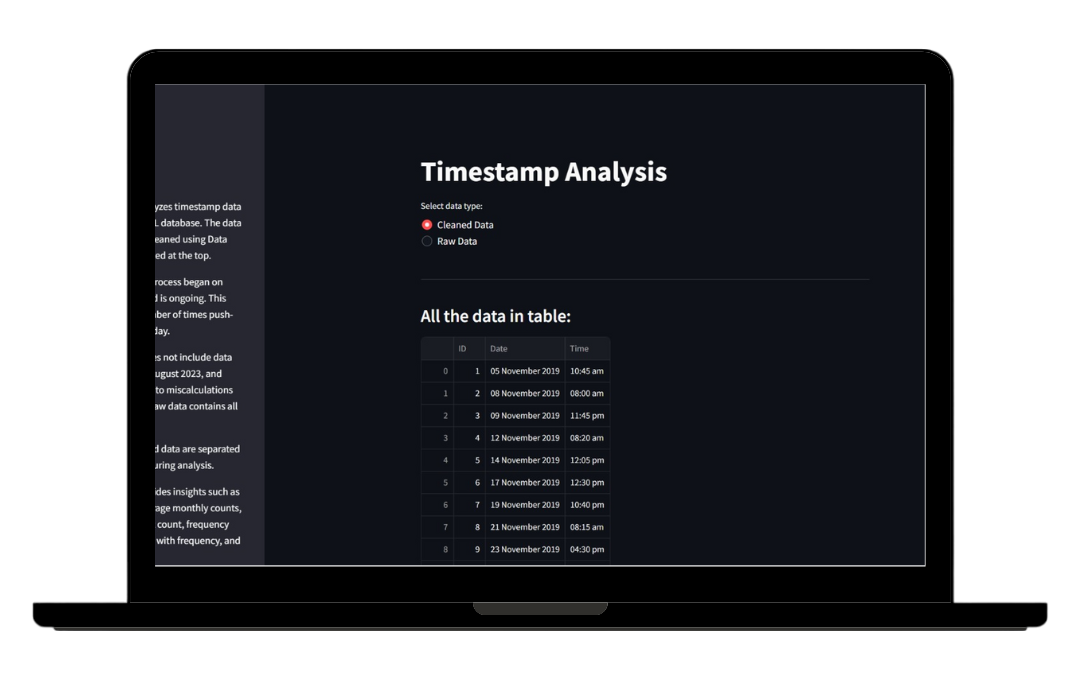 yzes timestamp data
L database. The data
eaned using Data
ed at the top.
rocess began on
d is ongoing. This
ber of times push-
day.
es not include data
ugust 2023, and
to miscalculations
aw data contains all
d data are separated
uring analysis.
ides insights such as
age monthly counts,
count, frequency
with frequency, and
Timestamp Analysis
Select data type:
Cleaned Data
Raw Data
All the data in table:
ID Date Time
0 1 05 November 2019 10:45 am
1 2 08 November 2019 08:00 am
2 3 09 November 2019 11:45 pm
3 4 12 November 2019 08:20 am
4 5 14 November 2019 12:05 pm
5 6 17 November 2019 12:30 pm
6 7 19 November 2019 10:40 pm
7 8 21 November 2019 08:15 am
8 9 23 November 2019 04:30 pm